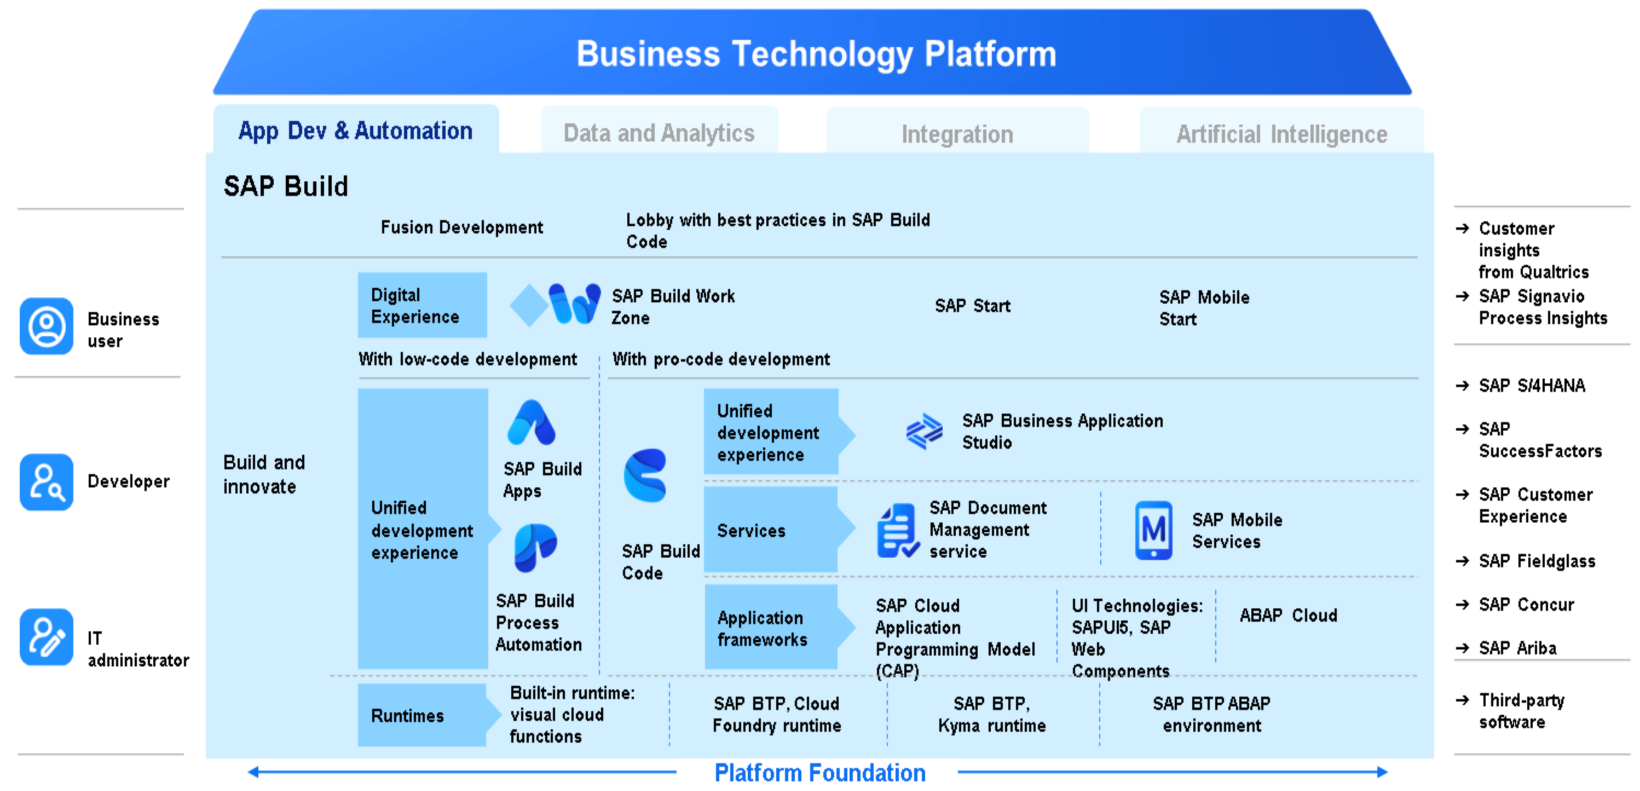 Business Technology Platform
App Dev & Automation
Data and Analytics
Integration
Artificial Intelligence
SAP Build
Fusion Development
Lobby with best practices in SAP Build
Code
Business
user
Developer
IT
administrator
Build and
innovate
Digital
Experience
SAP Build Work
Zone
SAP Start
SAP Mobile
Start
With low-code development
With pro-code development
Unified
development
experience
SAP Build
Apps
SAP Build
Process
Automation
SAP Build
Code
Unified
development
experience
SAP Business Application
Studio
Services
SAP Document
Management
service
M
SAP Mobile
Services
Application
frameworks
SAP Cloud
Application
Programming Model
(CAP)
UI Technologies:
SAPUI5, SAP
Web
Components
ABAP Cloud
Runtimes
Built-in runtime:
visual cloud
functions
SAP BTP, Cloud
Foundry runtime
SAP BTP,
Kyma runtime
SAP BTP ABAP
environment
→ Customer
insights
from Qualtrics
→ SAP Signavio
Process Insights
→ SAP S/4HANA
→ SAP
SuccessFactors
→ SAP Customer
Experience
→ SAP Fieldglass
→ SAP Concur
→ SAP Ariba
→ Third-party
software
Platform Foundation